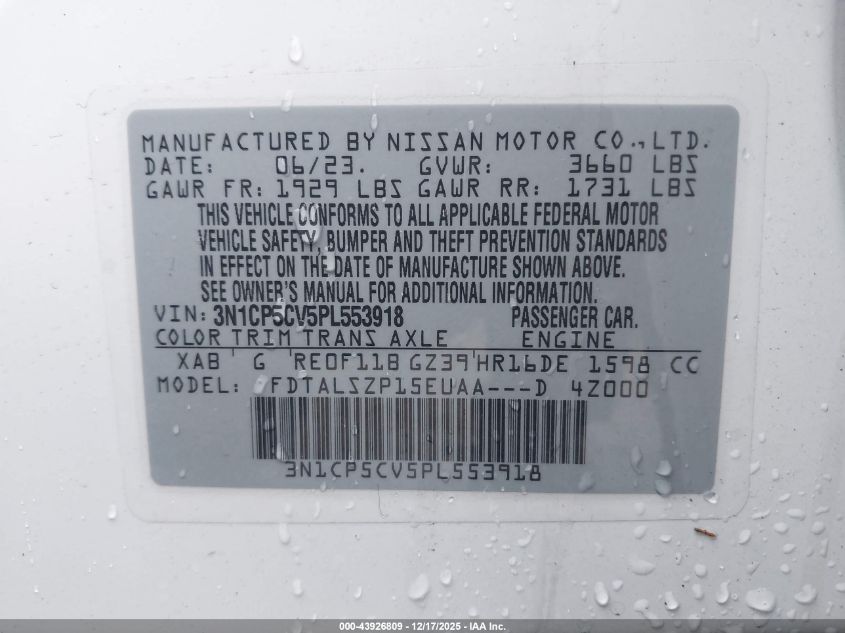 MANUFACTURED BY NISSAN MOTOR CO.,LTD.
DATE: 06/23. GVWR: 3660 LBS
GAWR FR: 1929 LBS GAWR RR: 1731 LBS
THIS VEHICLE CONFORMS TO ALL APPLICABLE FEDERAL MOTOR
VEHICLE SAFETY, BUMPER AND THEFT PREVENTION STANDARDS
IN EFFECT ON THE DATE OF MANUFACTURE SHOWN ABOVE.
SEE OWNER'S MANUAL FOR ADDITIONAL INFORMATION.
VIN: 3N1CP5CV5PL553918 PASSENGER CAR.
COLOR TRIM TRANS AXLE ENGINE
XAB G RE0F11B GZ39 HR16DE 1598 CC
MODEL: FDTALSZP15EUAA---D 4Z000
3N1CP5CV5PL553918
000-43926809 - 12/17/2025 - IAA Inc.